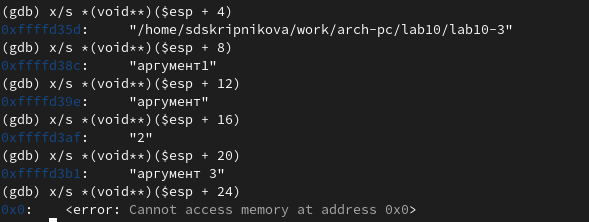 (gdb) x/s *(void**)($esp + 4)
0xffffd35d: "/home/sdskripnikova/work/arch-pc/lab10/lab10-3"
(gdb) x/s *(void**)($esp + 8)
0xffffd38c: "аргумент1"
(gdb) x/s *(void**)($esp + 12)
0xffffd39e: "аргумент"
(gdb) x/s *(void**)($esp + 16)
0xffffd3af: "2"
(gdb) x/s *(void**)($esp + 20)
0xffffd3b1: "аргумент 3"
(gdb) x/s *(void**)($esp + 24)
0x0: <error: Cannot access memory at address 0x0>